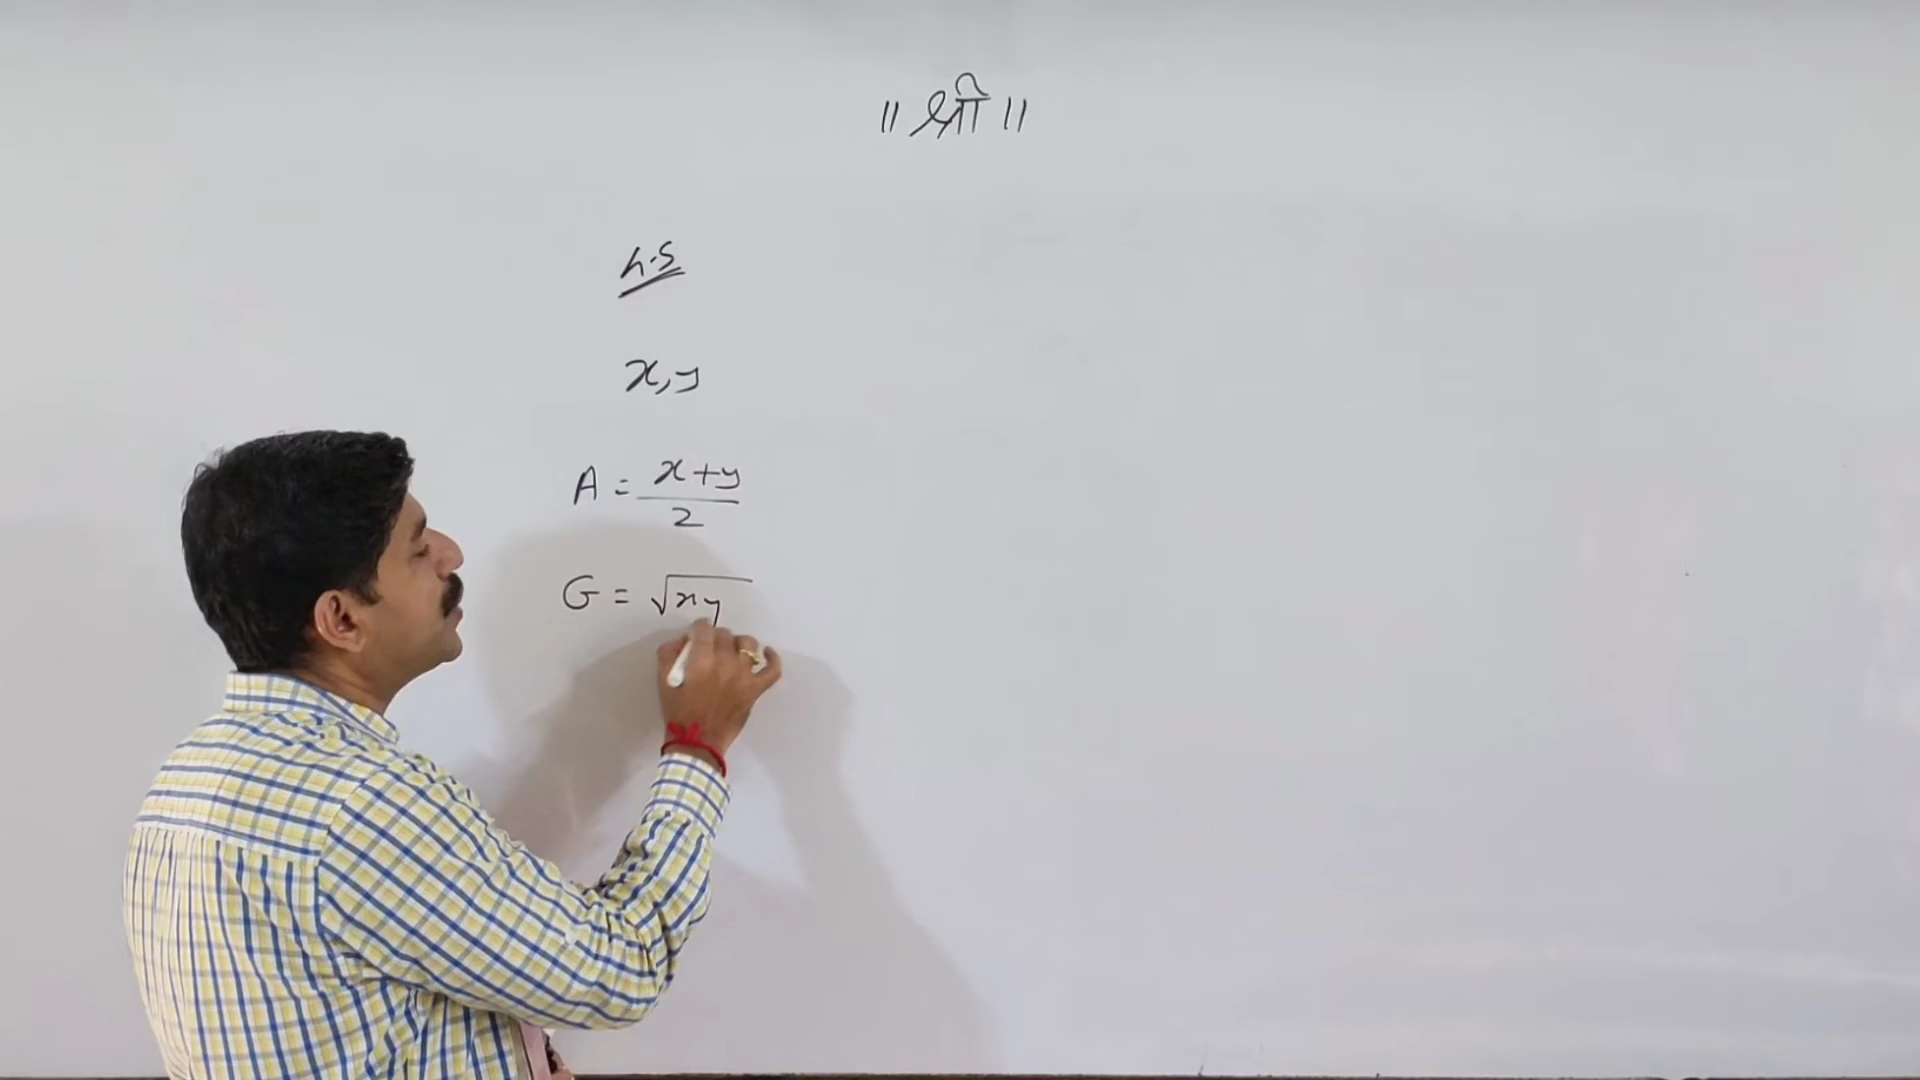 ॥ श्री ॥
h.s
x, y
A = x+y/2
G = √xy